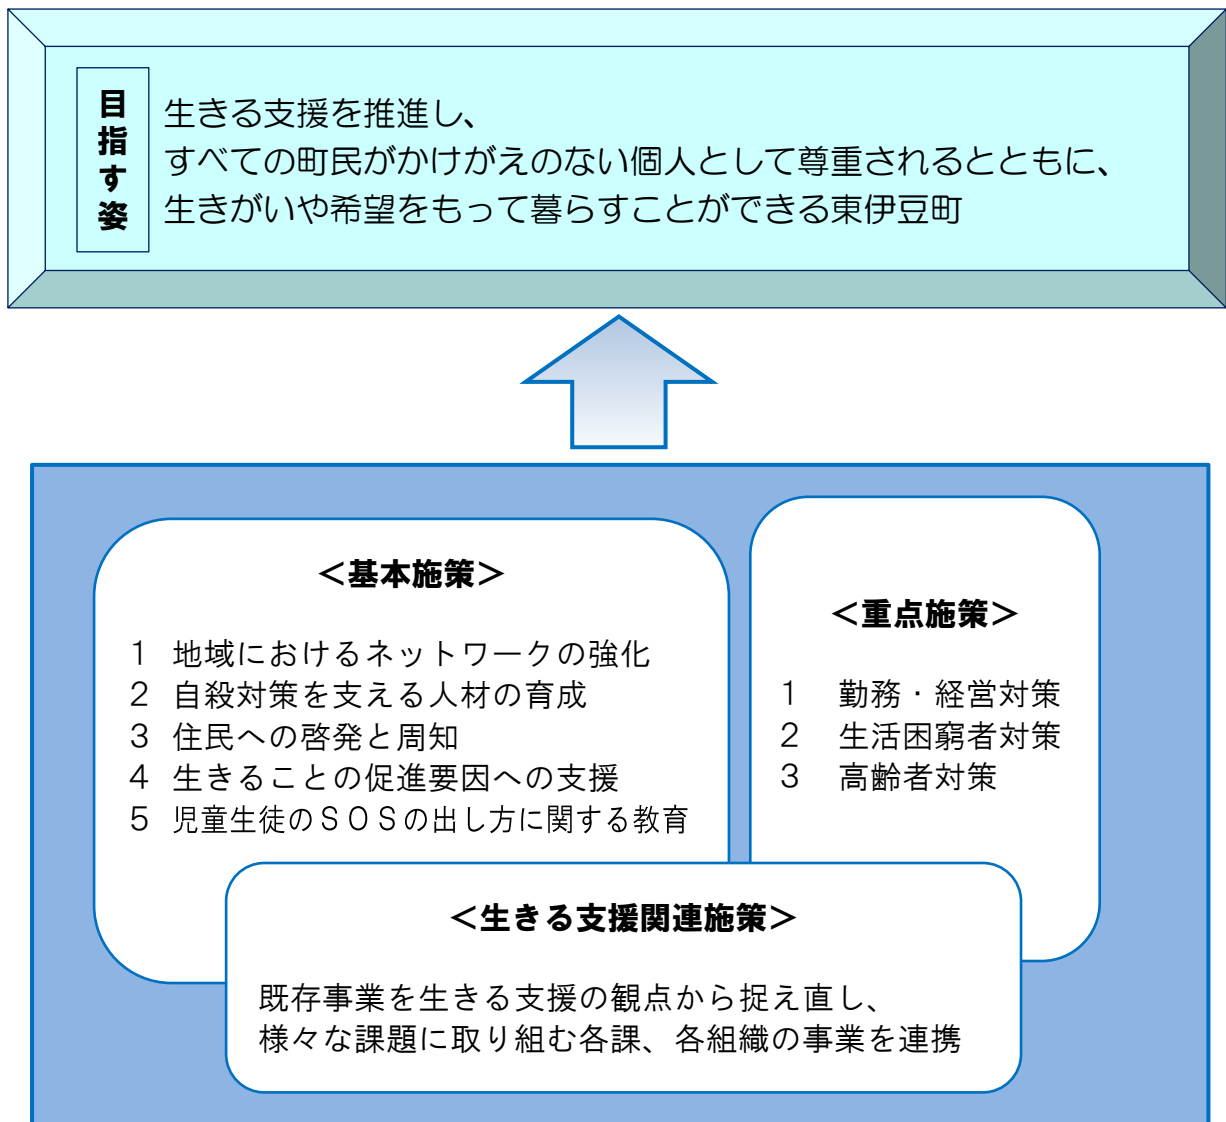 目指す姿
生きる支援を推進し、
すべての町民がかけがえのない個人として尊重されるとともに、
生きがいや希望をもって暮らすことができる東伊豆町
＜基本施策＞
１ 地域におけるネットワークの強化
２ 自殺対策を支える人材の育成
３ 住民への啓発と周知
４ 生きることの促進要因への支援
５ 児童生徒のＳＯＳの出し方に関する教育
＜重点施策＞
１ 勤務・経営対策
２ 生活困窮者対策
３ 高齢者対策
＜生きる支援関連施策＞
既存事業を生きる支援の観点から捉え直し、
様々な課題に取り組む各課、各組織の事業を連携